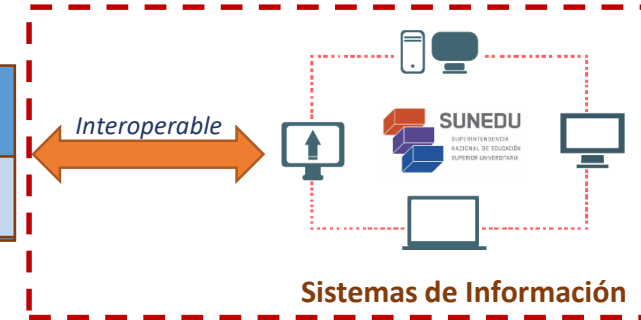 Interoperable
SUNEDU
SUPERINTENDENCIA
NACIONAL DE EDUCACIÓN
SUPERIOR UNIVERSITARIA
Sistemas de Información